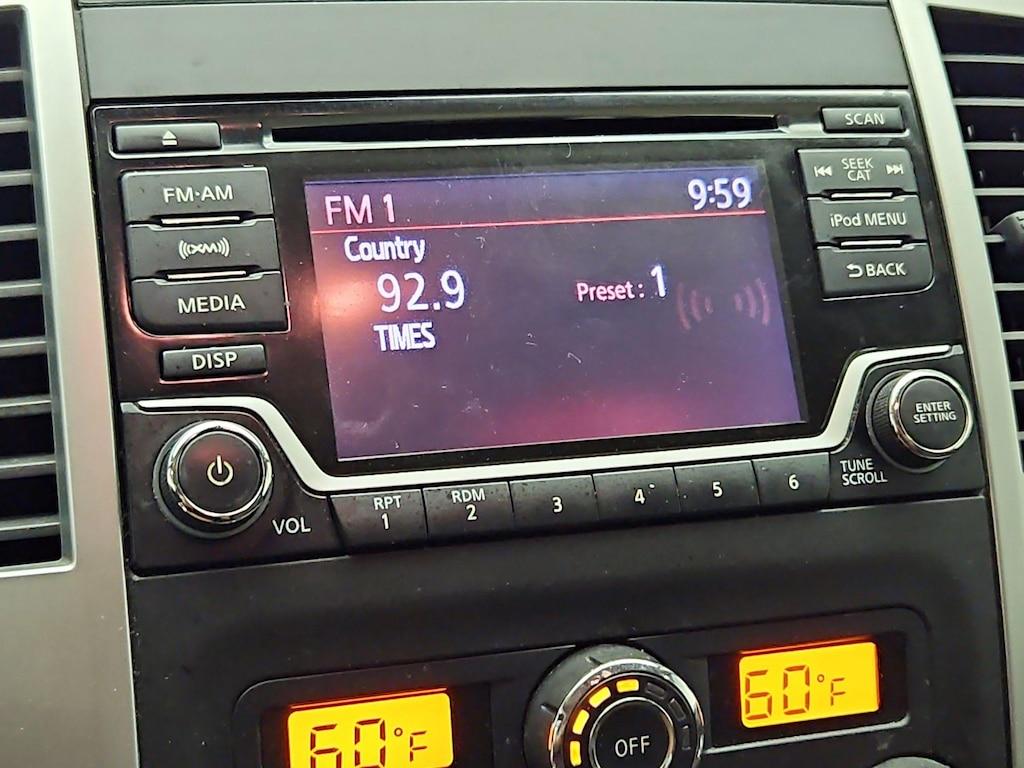 SCAN
FM·AM
SEEK
CAT
(((XM)))
iPod MENU
MEDIA
BACK
DISP
FM 1
9:59
Country
92.9
Preset : 1
TIMES
ENTER
SETTING
VOL
TUNE
SCROLL
RPT
1
RDM
2
3
4
5
6
60°F
OFF
60°F